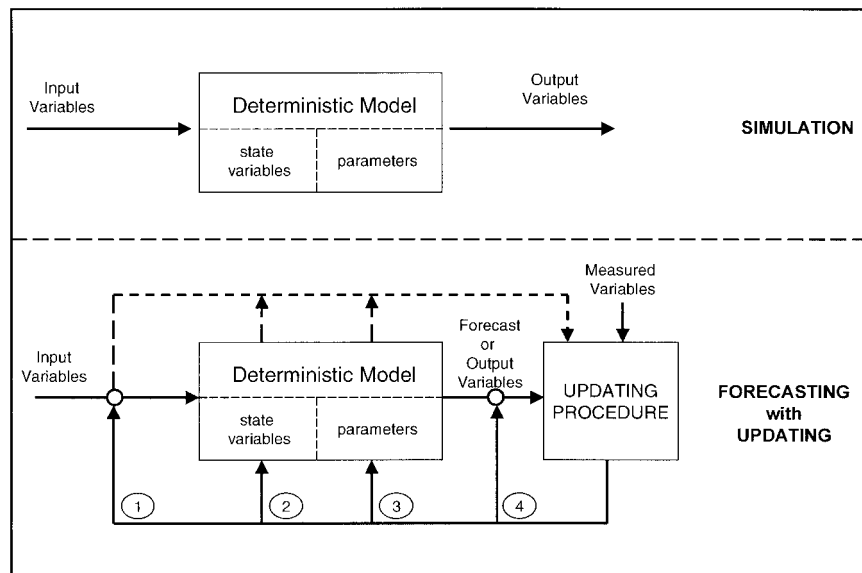 Input
Variables
Deterministic Model
state
variables
parameters
Output
Variables
SIMULATION
Measured
Variables
Input
Variables
Deterministic Model
state
variables
parameters
Forecast
or
Output
Variables
UPDATING
PROCEDURE
FORECASTING
with
UPDATING
1
2
3
4